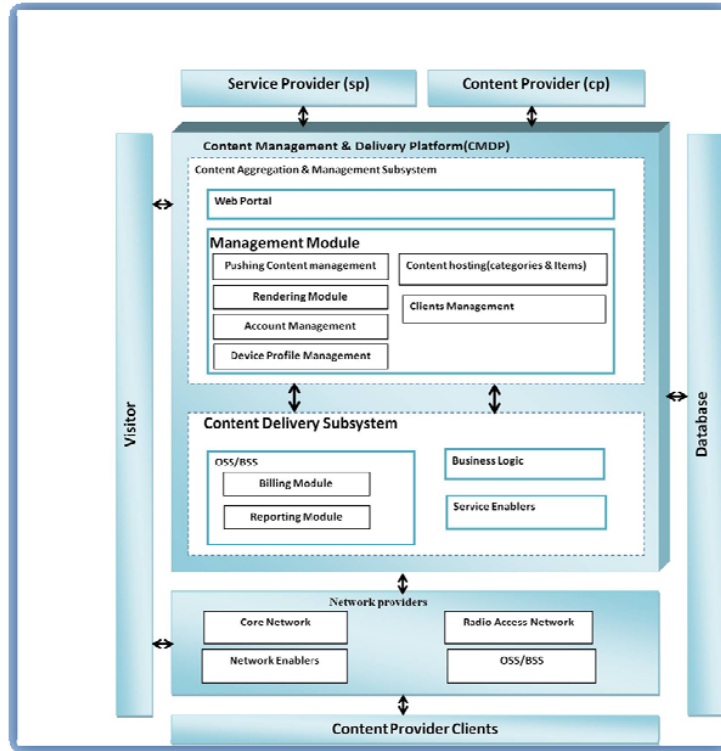 Service Provider (sp)
Content Provider (cp)
Content Management & Delivery Platform(CMDP)
Content Aggregation & Management Subsystem
Web Portal
Management Module
Pushing Content management
Content hosting(categories & Items)
Rendering Module
Clients Management
Account Management
Device Profile Management
Visitor
Database
Content Delivery Subsystem
OSS/BSS
Business Logic
Billing Module
Service Enablers
Reporting Module
Network providers
Core Network
Radio Access Network
Network Enablers
OSS/BSS
Content Provider Clients